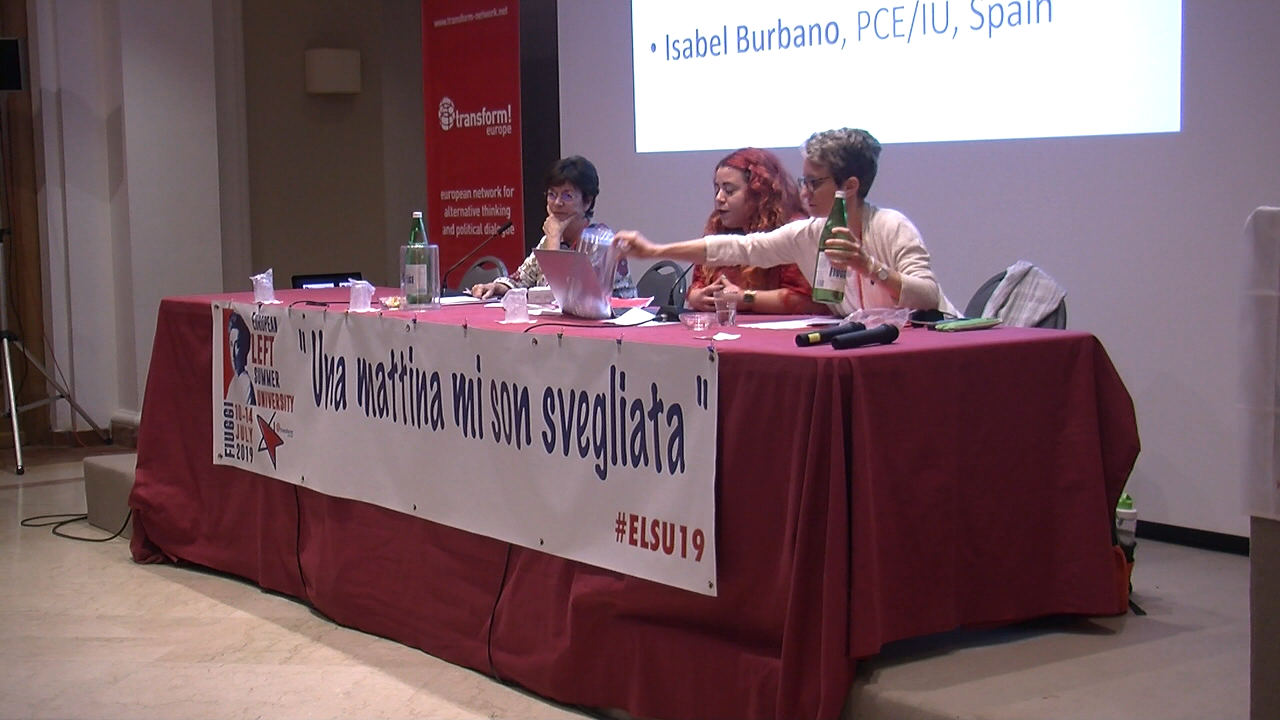 • Isabel Burbano, PCE/IU, Spain
www.transform-network.net
transform!
europe
european network for
alternative thinking
and political dialogue
FIUGGI
EUROPEAN
LEFT
SUMMER
UNIVERSITY
FIUGGI
10-14
JULY
2019
"Una mattina mi son svegliata"
#ELSU19